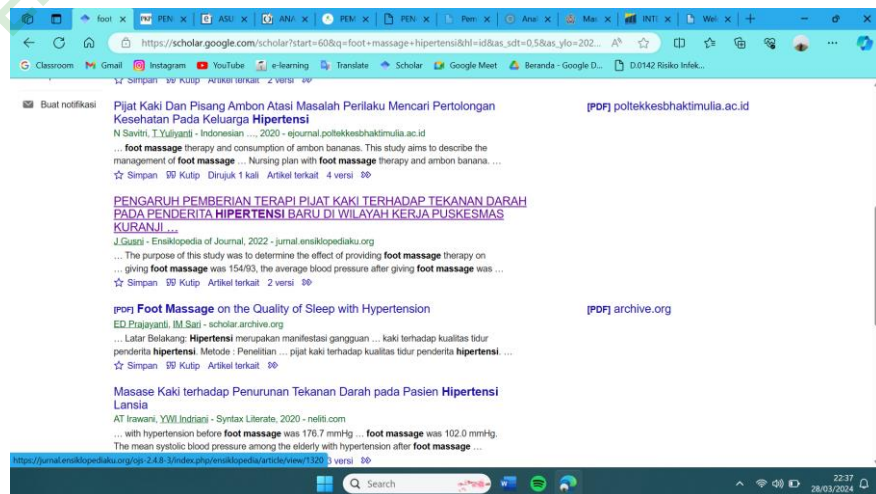 foot
PEN
ASU
ANA
PEM
PEN
Pem
Anal
Mas
INTI
Wel
https://scholar.google.com/scholar?start=60&q=foot+massage+hipertensi&hl=id&as_sdt=0,5&as_ylo=202...
Classroom Gmail Instagram YouTube e-learning Translate Scholar Google Meet Beranda - Google D... D.0142 Risiko Infek...
Simpan Kutip Artikel terkait 2 versi
Buat notifikasi
Pijat Kaki Dan Pisang Ambon Atasi Masalah Perilaku Mencari Pertolongan
Kesehatan Pada Keluarga Hipertensi
[PDF] poltekkesbhaktimulia.ac.id
N Savitri, T Yuliyanti - Indonesian ..., 2020 - ejournal.poltekkesbhaktimulia.ac.id
... foot massage therapy and consumption of ambon bananas. This study aims to describe the
management of foot massage ... Nursing plan with foot massage therapy and ambon banana. ...
Simpan Kutip Dirujuk 1 kali Artikel terkait 4 versi
PENGARUH PEMBERIAN TERAPI PIJAT KAKI TERHADAP TEKANAN DARAH
PADA PENDERITA HIPERTENSI BARU DI WILAYAH KERJA PUSKESMAS
KURANJI ...
J Gusni - Ensiklopedia of Journal, 2022 - jurnal.ensiklopediaku.org
... The purpose of this study was to determine the effect of providing foot massage therapy on
... giving foot massage was 154/93, the average blood pressure after giving foot massage was ...
Simpan Kutip Artikel terkait 2 versi
[PDF] Foot Massage on the Quality of Sleep with Hypertension
[PDF] archive.org
ED Prajayanti, IM Sari - scholar.archive.org
... Latar Belakang: Hipertensi merupakan manifestasi gangguan ... kaki terhadap kualitas tidur
penderita hipertensi. Metode : Penelitian ... pijat kaki terhadap kualitas tidur penderita hipertensi. ...
Simpan Kutip Artikel terkait
Masase Kaki terhadap Penurunan Tekanan Darah pada Pasien Hipertensi
Lansia
AT Irawani, YWI Indriani - Syntax Literate, 2020 - neliti.com
... with hypertension before foot massage was 176.7 mmHg ... foot massage was 102.0 mmHg.
The mean systolic blood pressure among the elderly with hypertension after foot massage ...
https://jurnal.ensiklopediaku.org/ojs-2.4.8-3/index.php/ensiklopedia/article/view/1320 3 versi
Search
22:37
28/03/2024